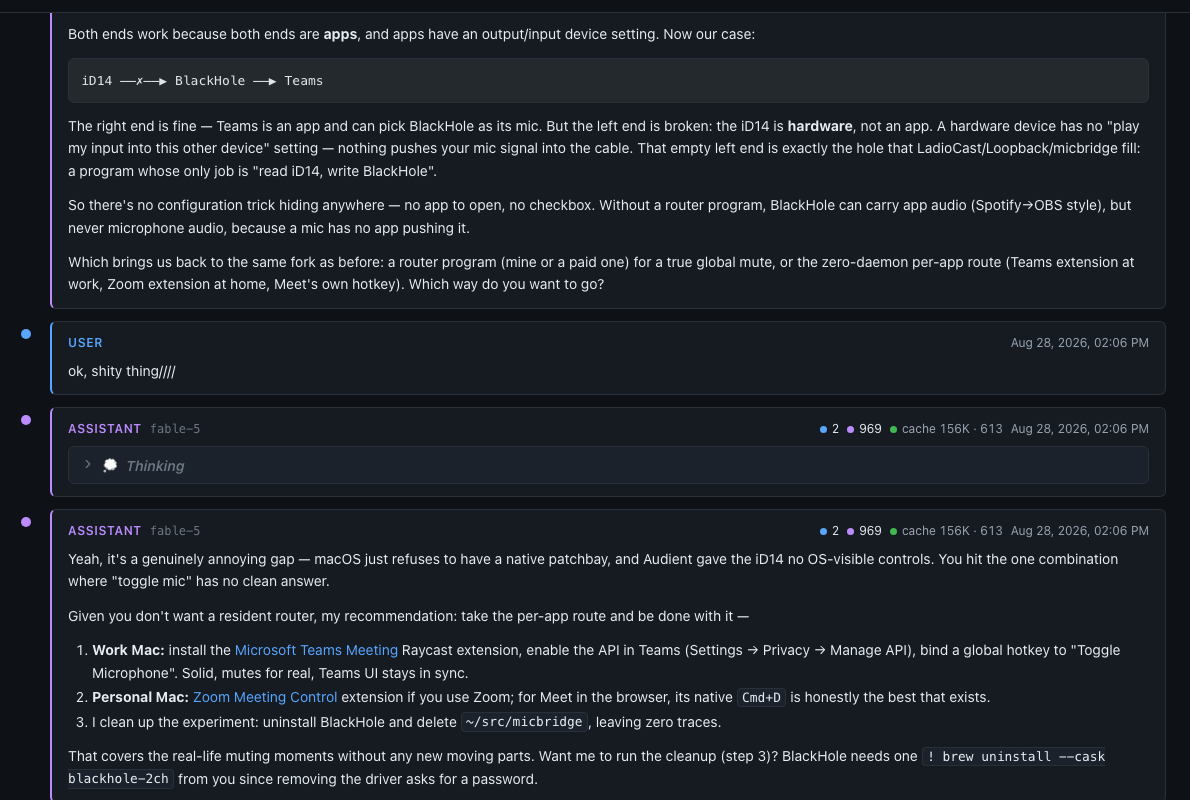 Both ends work because both ends are apps, and apps have an output/input device setting. Now our case:
iD14 ──✗──▶ BlackHole ──▶ Teams
The right end is fine — Teams is an app and can pick BlackHole as its mic. But the left end is broken: the iD14 is hardware, not an app. A hardware device has no "play
my input into this other device" setting — nothing pushes your mic signal into the cable. That empty left end is exactly the hole that LadioCast/Loopback/micbridge fill:
a program whose only job is "read iD14, write BlackHole".
So there's no configuration trick hiding anywhere — no app to open, no checkbox. Without a router program, BlackHole can carry app audio (Spotify→OBS style), but
never microphone audio, because a mic has no app pushing it.
Which brings us back to the same fork as before: a router program (mine or a paid one) for a true global mute, or the zero-daemon per-app route (Teams extension at
work, Zoom extension at home, Meet's own hotkey). Which way do you want to go?
USER Aug 28, 2026, 02:06 PM
ok, shity thing////
ASSISTANT fable-5 2 969 cache 156K · 613 Aug 28, 2026, 02:06 PM
Thinking
ASSISTANT fable-5 2 969 cache 156K · 613 Aug 28, 2026, 02:06 PM
Yeah, it's a genuinely annoying gap — macOS just refuses to have a native patchbay, and Audient gave the iD14 no OS-visible controls. You hit the one combination
where "toggle mic" has no clean answer.
Given you don't want a resident router, my recommendation: take the per-app route and be done with it —
1. Work Mac: install the Microsoft Teams Meeting Raycast extension, enable the API in Teams (Settings → Privacy → Manage API), bind a global hotkey to "Toggle
Microphone". Solid, mutes for real, Teams UI stays in sync.
2. Personal Mac: Zoom Meeting Control extension if you use Zoom; for Meet in the browser, its native Cmd+D is honestly the best that exists.
3. I clean up the experiment: uninstall BlackHole and delete ~/src/micbridge, leaving zero traces.
That covers the real-life muting moments without any new moving parts. Want me to run the cleanup (step 3)? BlackHole needs one ! brew uninstall --cask
blackhole-2ch from you since removing the driver asks for a password.